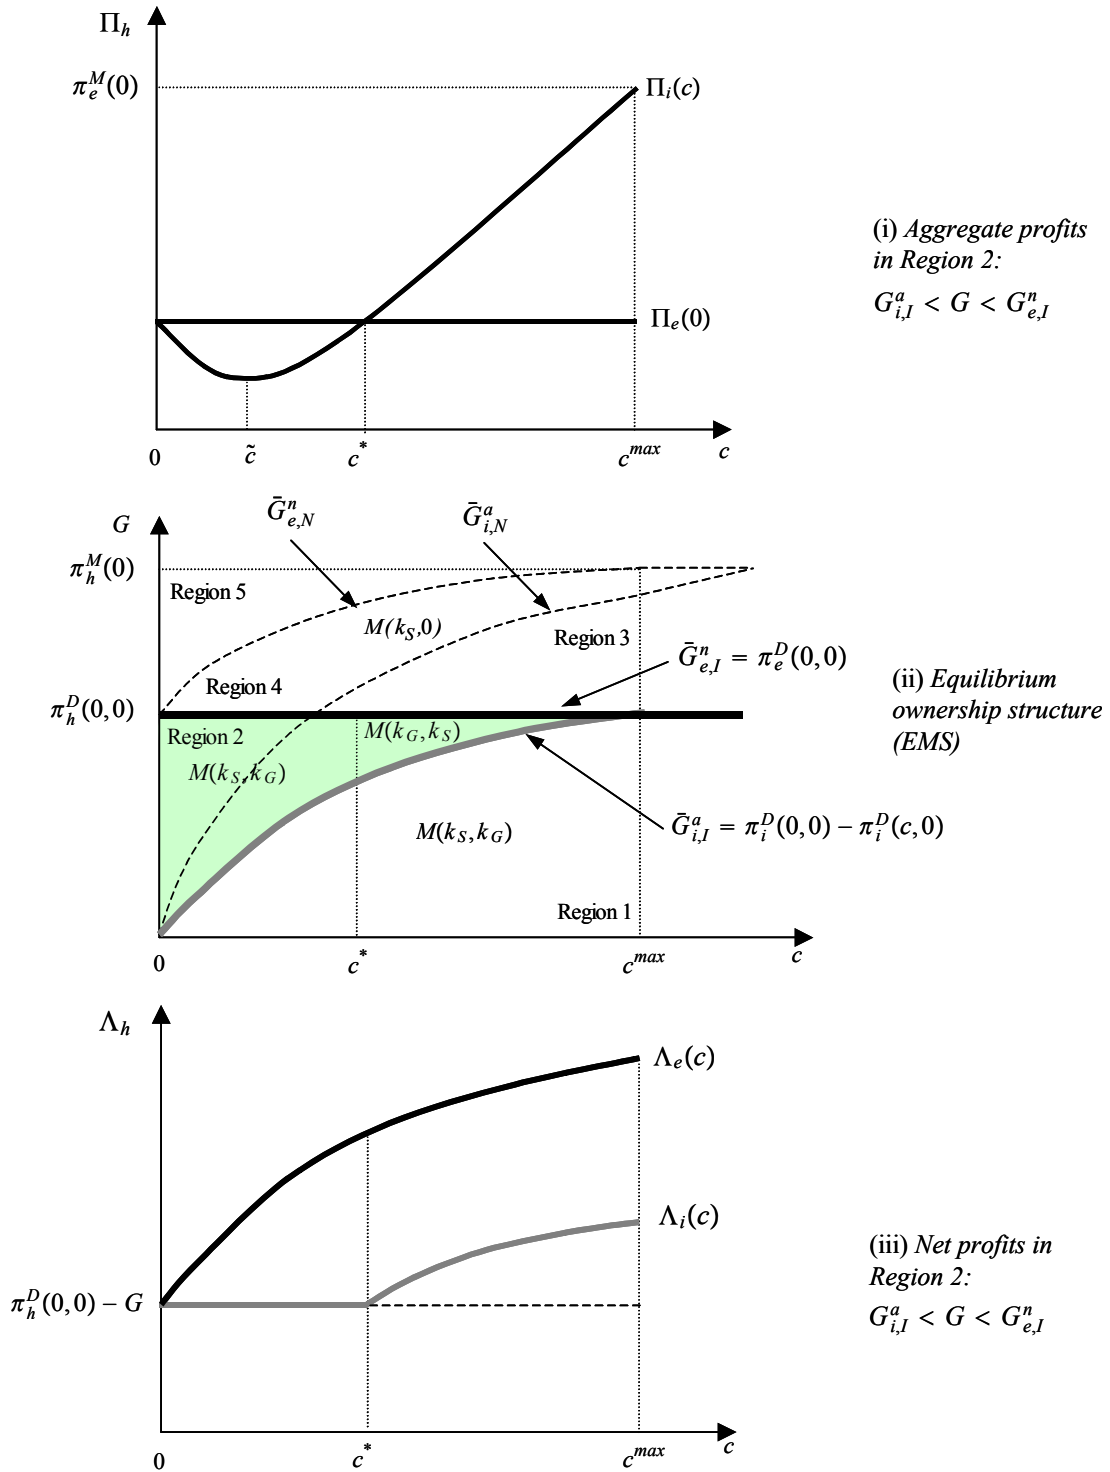 Π_h
π_e^M(0)
Π_i(c)
(i) Aggregate profits
in Region 2:
G_{i,I}^a < G < G_{e,I}^n
Π_e(0)
0
c̃
c^*
c^{max}
c
Ḡ_{e,N}^n
Ḡ_{i,N}^a
G
π_h^M(0)
Region 5
M(k_S,0)
Region 3
Ḡ_{e,I}^n = π_e^D(0,0)
Region 4
π_h^D(0,0)
(ii) Equilibrium
ownership structure
(EMS)
Region 2
M(k_G,k_S)
M(k_S,k_G)
Ḡ_{i,I}^a = π_i^D(0,0) − π_i^D(c,0)
M(k_S,k_G)
Region 1
0
c^*
c^{max}
c
Λ_h
Λ_e(c)
Λ_i(c)
(iii) Net profits in
Region 2:
π_h^D(0,0) − G
G_{i,I}^a < G < G_{e,I}^n
0
c^*
c^{max}
c